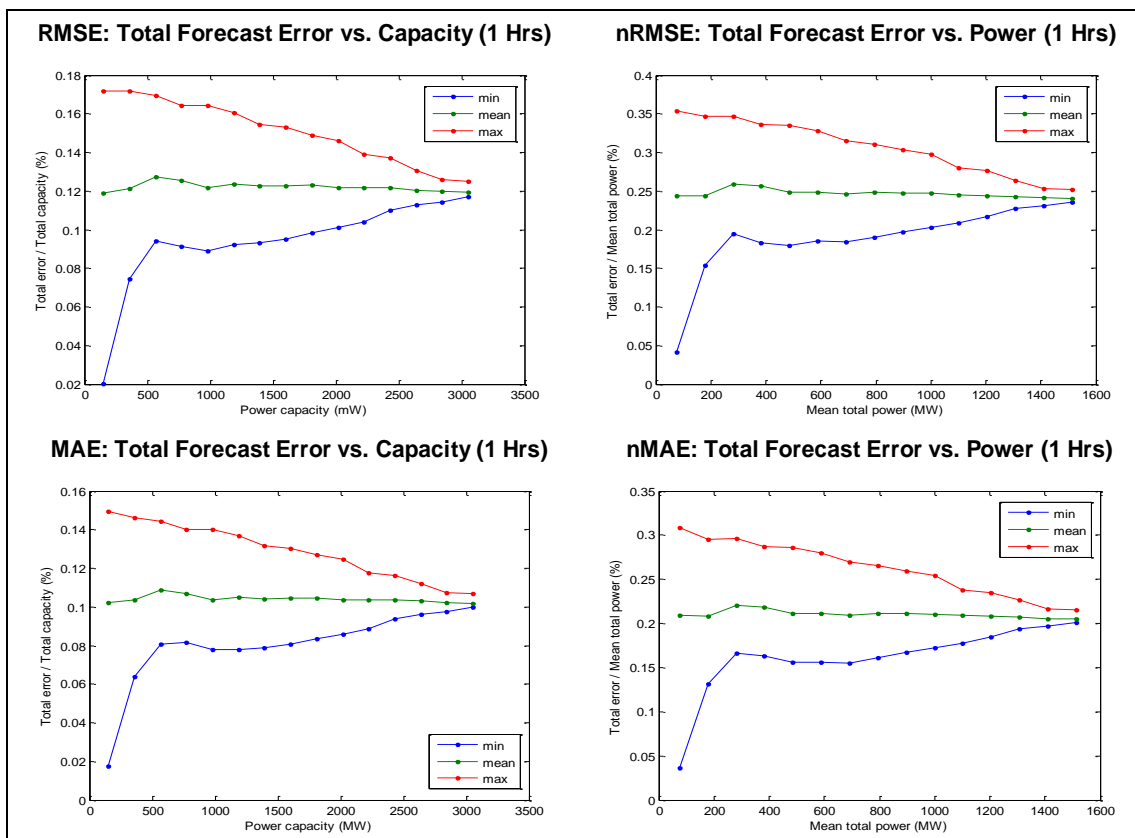 RMSE: Total Forecast Error vs. Capacity (1 Hrs)
0.18
0.16
0.14
0.12
0.1
0.08
0.06
0.04
0.02
Total error / Total capacity (%)
min
mean
max
0 500 1000 1500 2000 2500 3000 3500
Power capacity (mW)
nRMSE: Total Forecast Error vs. Power (1 Hrs)
0.4
0.35
0.3
0.25
0.2
0.15
0.1
0.05
0
Total error / Mean total power (%)
min
mean
max
0 200 400 600 800 1000 1200 1400 1600
Mean total power (MW)
MAE: Total Forecast Error vs. Capacity (1 Hrs)
0.16
0.14
0.12
0.1
0.08
0.06
0.04
0.02
0
Total error / Total capacity (%)
min
mean
max
0 500 1000 1500 2000 2500 3000 3500
Power capacity (MW)
nMAE: Total Forecast Error vs. Power (1 Hrs)
0.35
0.3
0.25
0.2
0.15
0.1
0.05
0
Total error / Mean total power (%)
min
mean
max
0 200 400 600 800 1000 1200 1400 1600
Mean total power (MW)